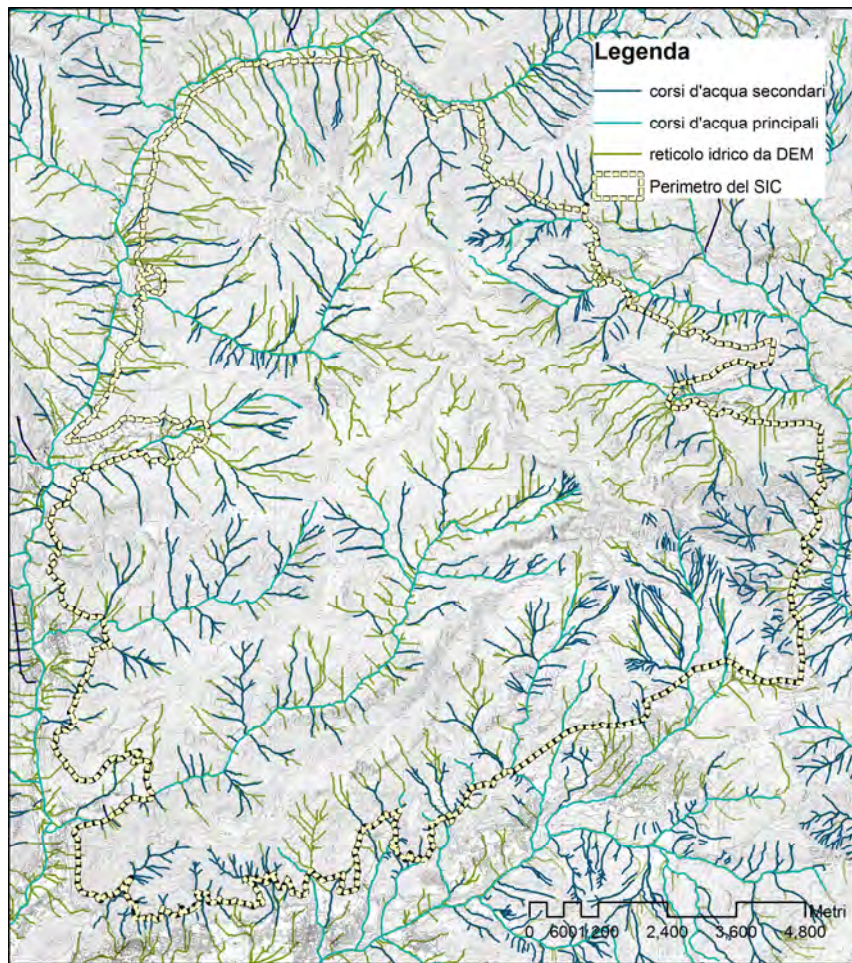 Legenda
corsi d'acqua secondari
corsi d'acqua principali
reticolo idrico da DEM
Perimetro del SIC
Metri
0 600 1,200 2,400 3,600 4,800